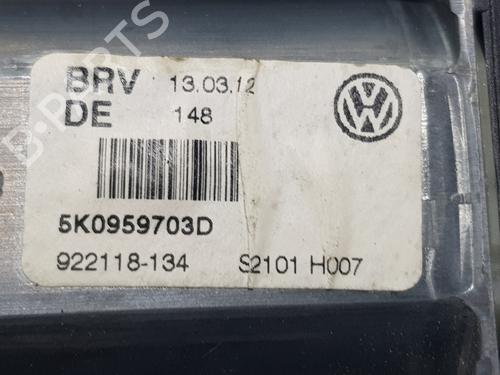 B-PARTS
BRV 13.03.12
DE 148
VW
5K0959703D
922118-134 S2101 H007